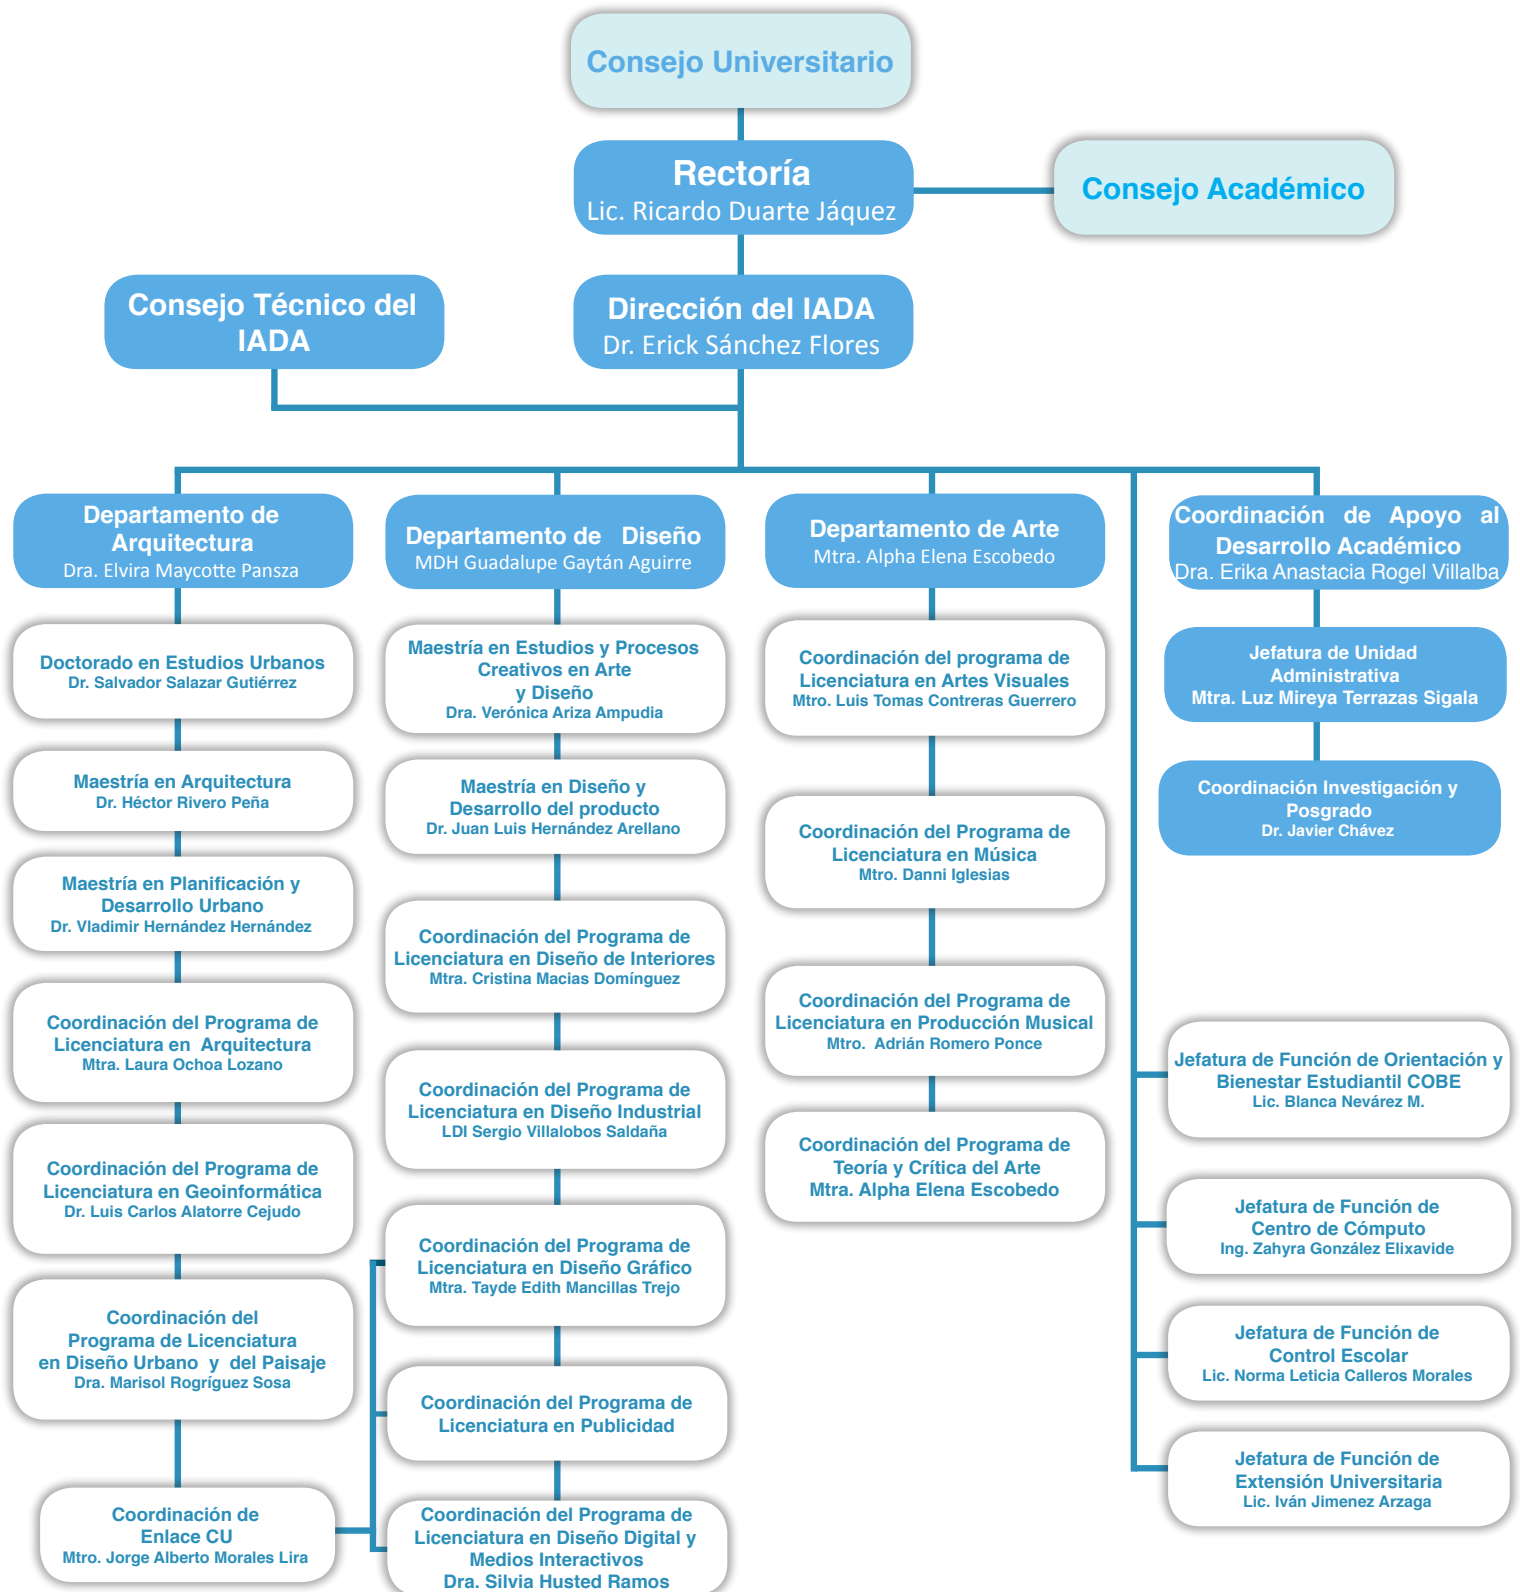 Consejo Universitario
Rectoría
Lic. Ricardo Duarte Jáquez
Consejo Académico
Consejo Técnico del
IADA
Dirección del IADA
Dr. Erick Sánchez Flores
Departamento de
Arquitectura
Dra. Elvira Maycotte Pansza
Departamento de Diseño
MDH Guadalupe Gaytán Aguirre
Departamento de Arte
Mtra. Alpha Elena Escobedo
Coordinación de Apoyo al
Desarrollo Académico
Dra. Erika Anastacia Rogel Villalba
Doctorado en Estudios Urbanos
Dr. Salvador Salazar Gutiérrez
Maestría en Arquitectura
Dr. Héctor Rivero Peña
Maestría en Planificación y
Desarrollo Urbano
Dr. Vladimir Hernández Hernández
Coordinación del Programa de
Licenciatura en Arquitectura
Mtra. Laura Ochoa Lozano
Coordinación del Programa de
Licenciatura en Geoinformática
Dr. Luis Carlos Alatorre Cejudo
Coordinación del
Programa de Licenciatura
en Diseño Urbano y del Paisaje
Dra. Marisol Rogríguez Sosa
Coordinación de
Enlace CU
Mtro. Jorge Alberto Morales Lira
Maestría en Estudios y Procesos
Creativos en Arte
y Diseño
Dra. Verónica Ariza Ampudia
Maestría en Diseño y
Desarrollo del producto
Dr. Juan Luis Hernández Arellano
Coordinación del Programa de
Licenciatura en Diseño de Interiores
Mtra. Cristina Macias Domínguez
Coordinación del Programa de
Licenciatura en Diseño Industrial
LDI Sergio Villalobos Saldaña
Coordinación del Programa de
Licenciatura en Diseño Gráfico
Mtra. Tayde Edith Mancillas Trejo
Coordinación del Programa de
Licenciatura en Publicidad
Coordinación del Programa de
Licenciatura en Diseño Digital y
Medios Interactivos
Dra. Silvia Husted Ramos
Coordinación del programa de
Licenciatura en Artes Visuales
Mtro. Luis Tomas Contreras Guerrero
Coordinación del Programa de
Licenciatura en Música
Mtro. Danni Iglesias
Coordinación del Programa de
Licenciatura en Producción Musical
Mtro. Adrián Romero Ponce
Coordinación del Programa de
Teoría y Crítica del Arte
Mtra. Alpha Elena Escobedo
Jefatura de Unidad
Administrativa
Mtra. Luz Mireya Terrazas Sigala
Coordinación Investigación y
Posgrado
Dr. Javier Chávez
Jefatura de Función de Orientación y
Bienestar Estudiantil COBE
Lic. Blanca Nevárez M.
Jefatura de Función de
Centro de Cómputo
Ing. Zahyra González Elixavide
Jefatura de Función de
Control Escolar
Lic. Norma Leticia Calleros Morales
Jefatura de Función de
Extensión Universitaria
Lic. Iván Jimenez Arzaga